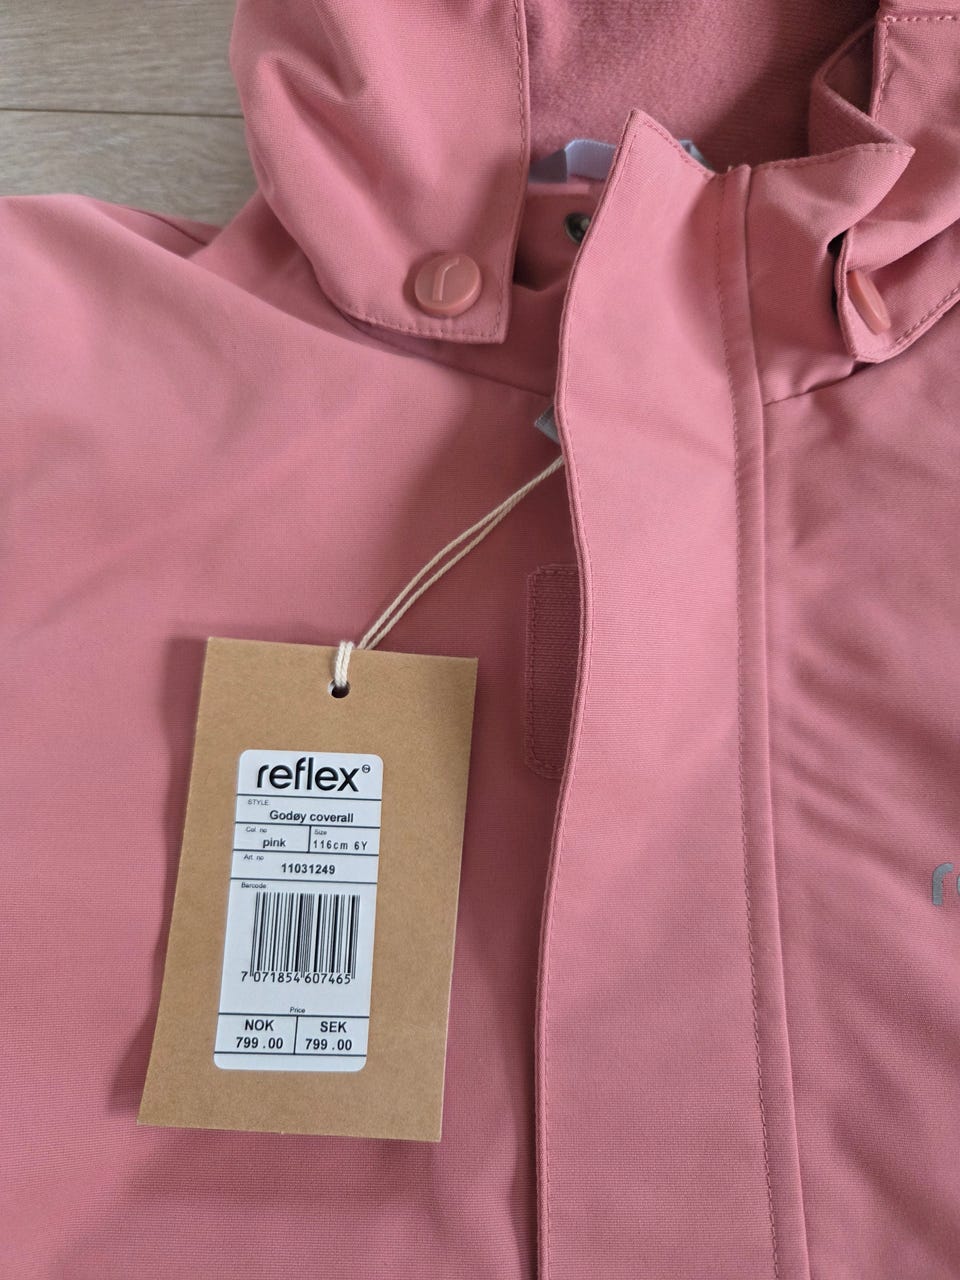 reflex
STYLE:
Godøy coverall
Col. no
pink
Size
116cm 6Y
Art. no
11031249
Barcode:
7 071854 607465
Price
NOK
799.00
SEK
799.00
r